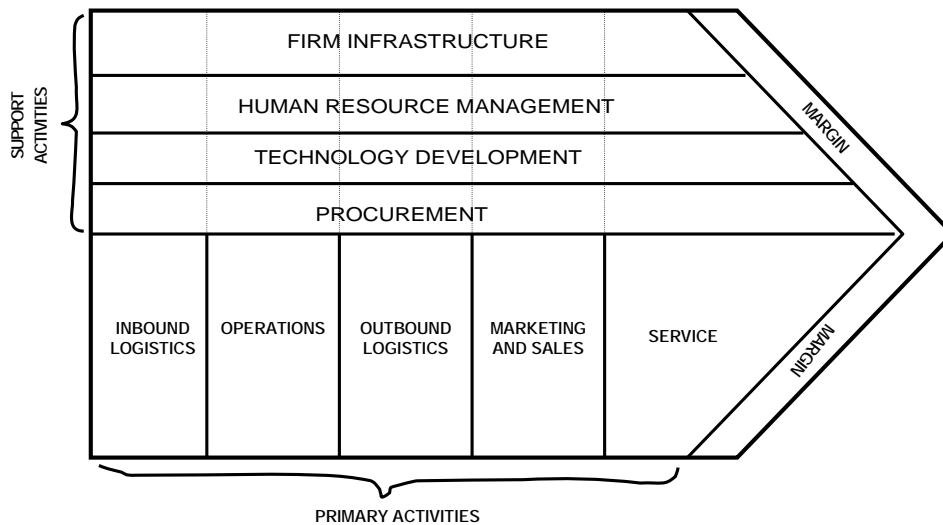 FIRM INFRASTRUCTURE
HUMAN RESOURCE MANAGEMENT
TECHNOLOGY DEVELOPMENT
PROCUREMENT
SUPPORT
ACTIVITIES
MARGIN
INBOUND
LOGISTICS
OPERATIONS
OUTBOUND
LOGISTICS
MARKETING
AND SALES
SERVICE
MARGIN
PRIMARY ACTIVITIES